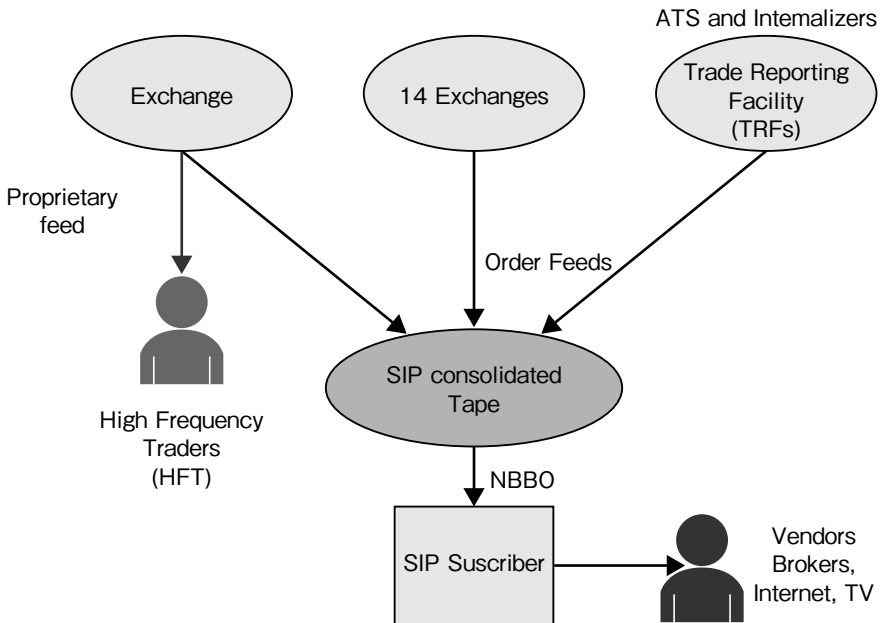 ATS and Intemalizers
Exchange
14 Exchanges
Trade Reporting
Facility
(TRFs)
Proprietary
feed
Order Feeds
SIP consolidated
Tape
High Frequency
Traders
(HFT)
NBBO
SIP Suscriber
Vendors
Brokers,
Internet, TV